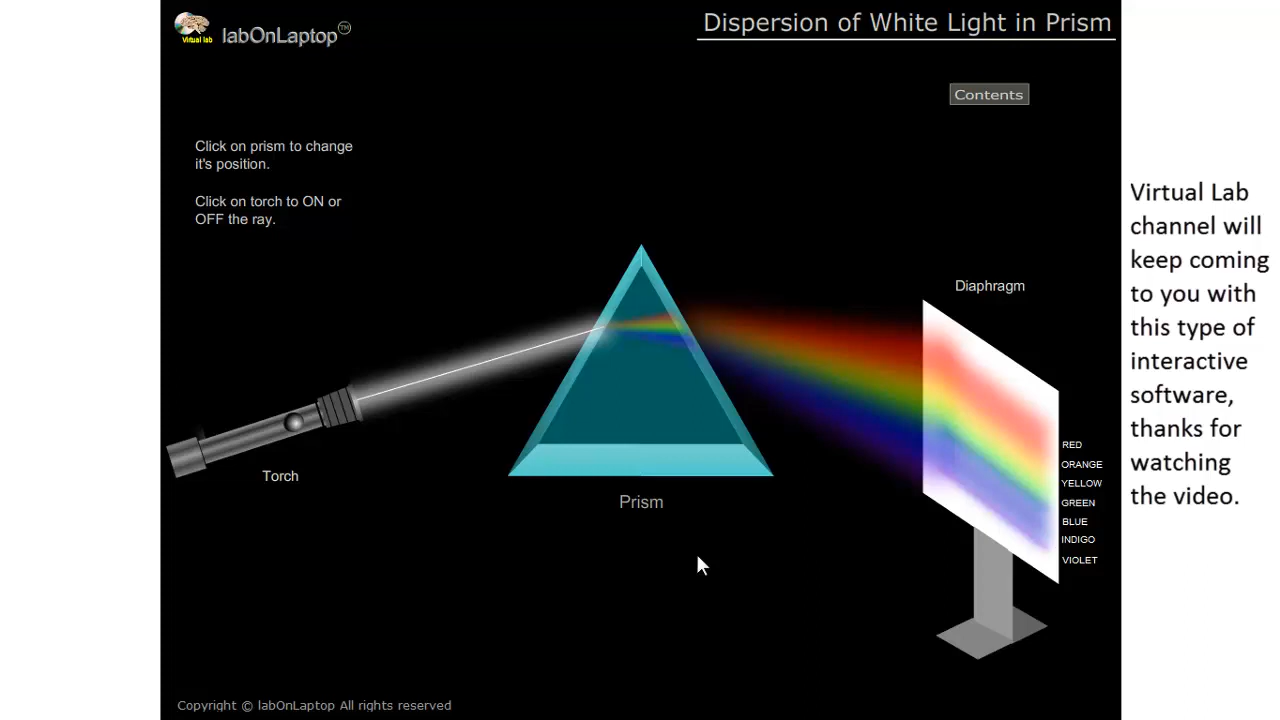 Virtual lab
labOnLaptop™
Dispersion of White Light in Prism
Contents
Click on prism to change
it's position.
Click on torch to ON or
OFF the ray.
Diaphragm
Torch
Prism
RED
ORANGE
YELLOW
GREEN
BLUE
INDIGO
VIOLET
Copyright © labOnLaptop All rights reserved
Virtual Lab
channel will
keep coming
to you with
this type of
interactive
software,
thanks for
watching
the video.